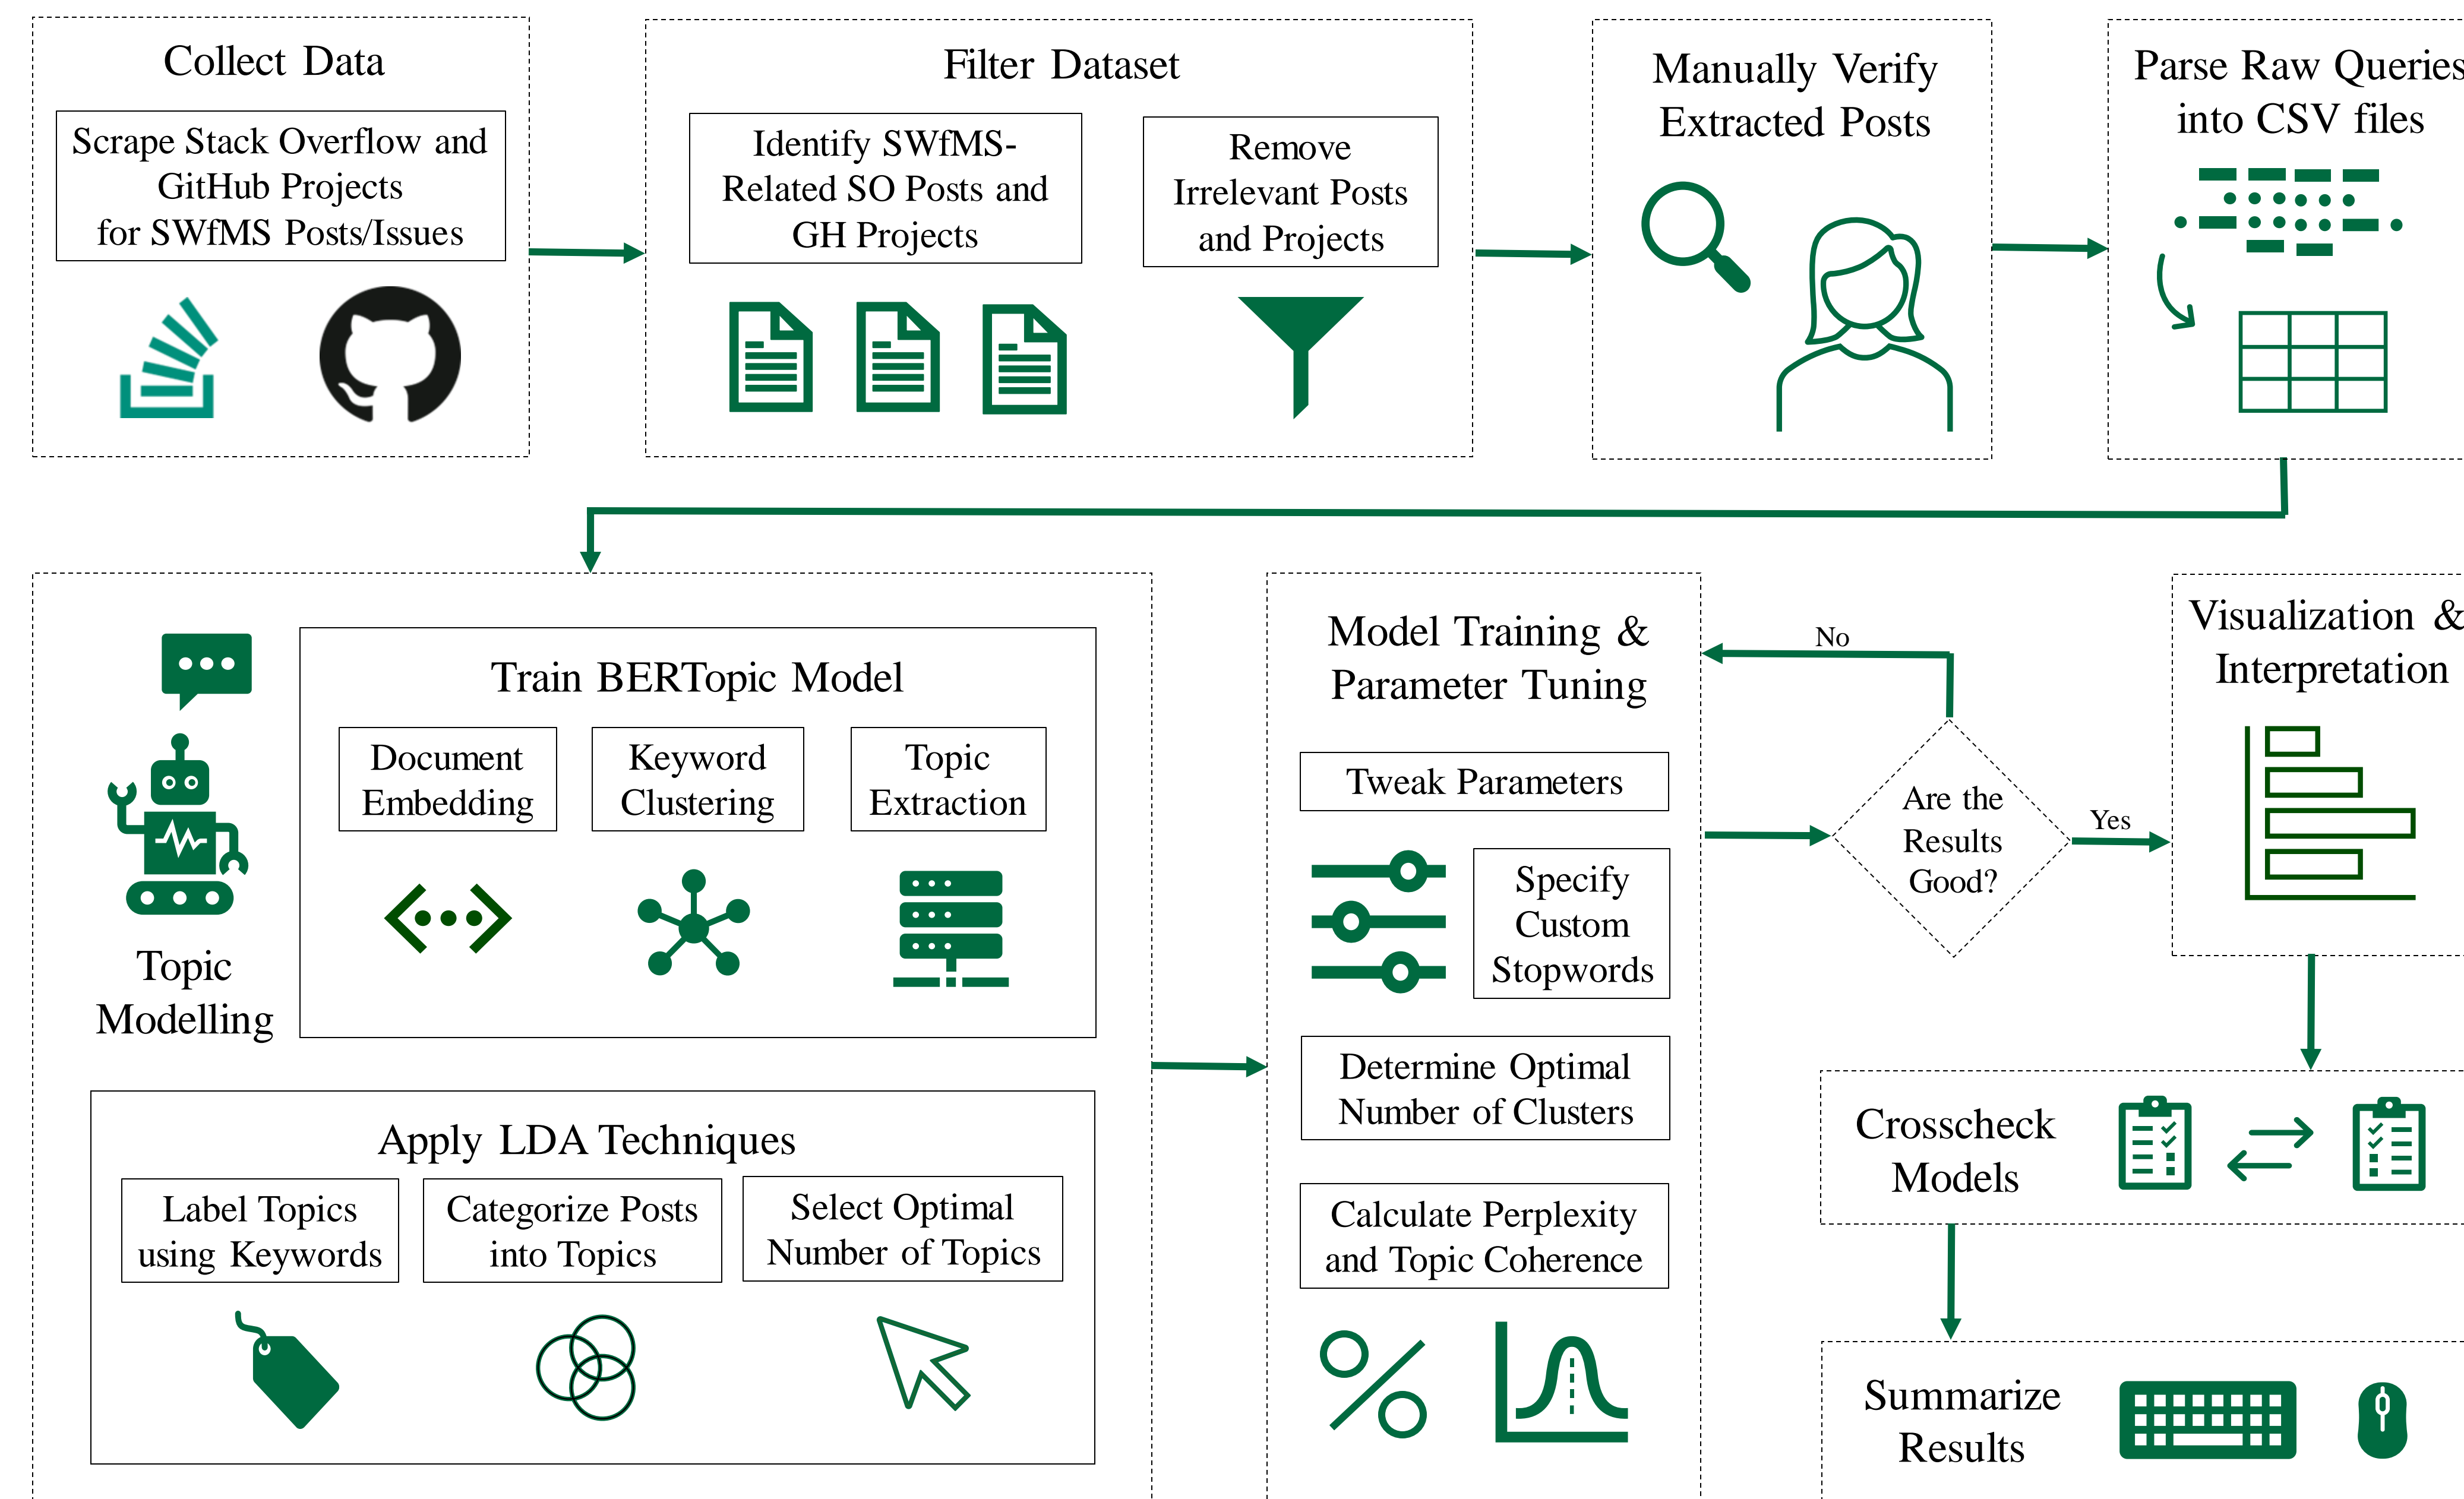 Collect Data
Scrape Stack Overflow and
GitHub Projects
for SWfMS Posts/Issues
Filter Dataset
Identify SWfMS-
Related SO Posts and
GH Projects
Remove
Irrelevant Posts
and Projects
Manually Verify
Extracted Posts
Parse Raw Queries
into CSV files
Topic
Modelling
Train BERTopic Model
Document
Embedding
Keyword
Clustering
Topic
Extraction
Apply LDA Techniques
Label Topics
using Keywords
Categorize Posts
into Topics
Select Optimal
Number of Topics
Model Training &
Parameter Tuning
Tweak Parameters
Specify
Custom
Stopwords
Determine Optimal
Number of Clusters
Calculate Perplexity
and Topic Coherence
No
Are the
Results
Good?
Yes
Visualization &
Interpretation
Crosscheck
Models
Summarize
Results